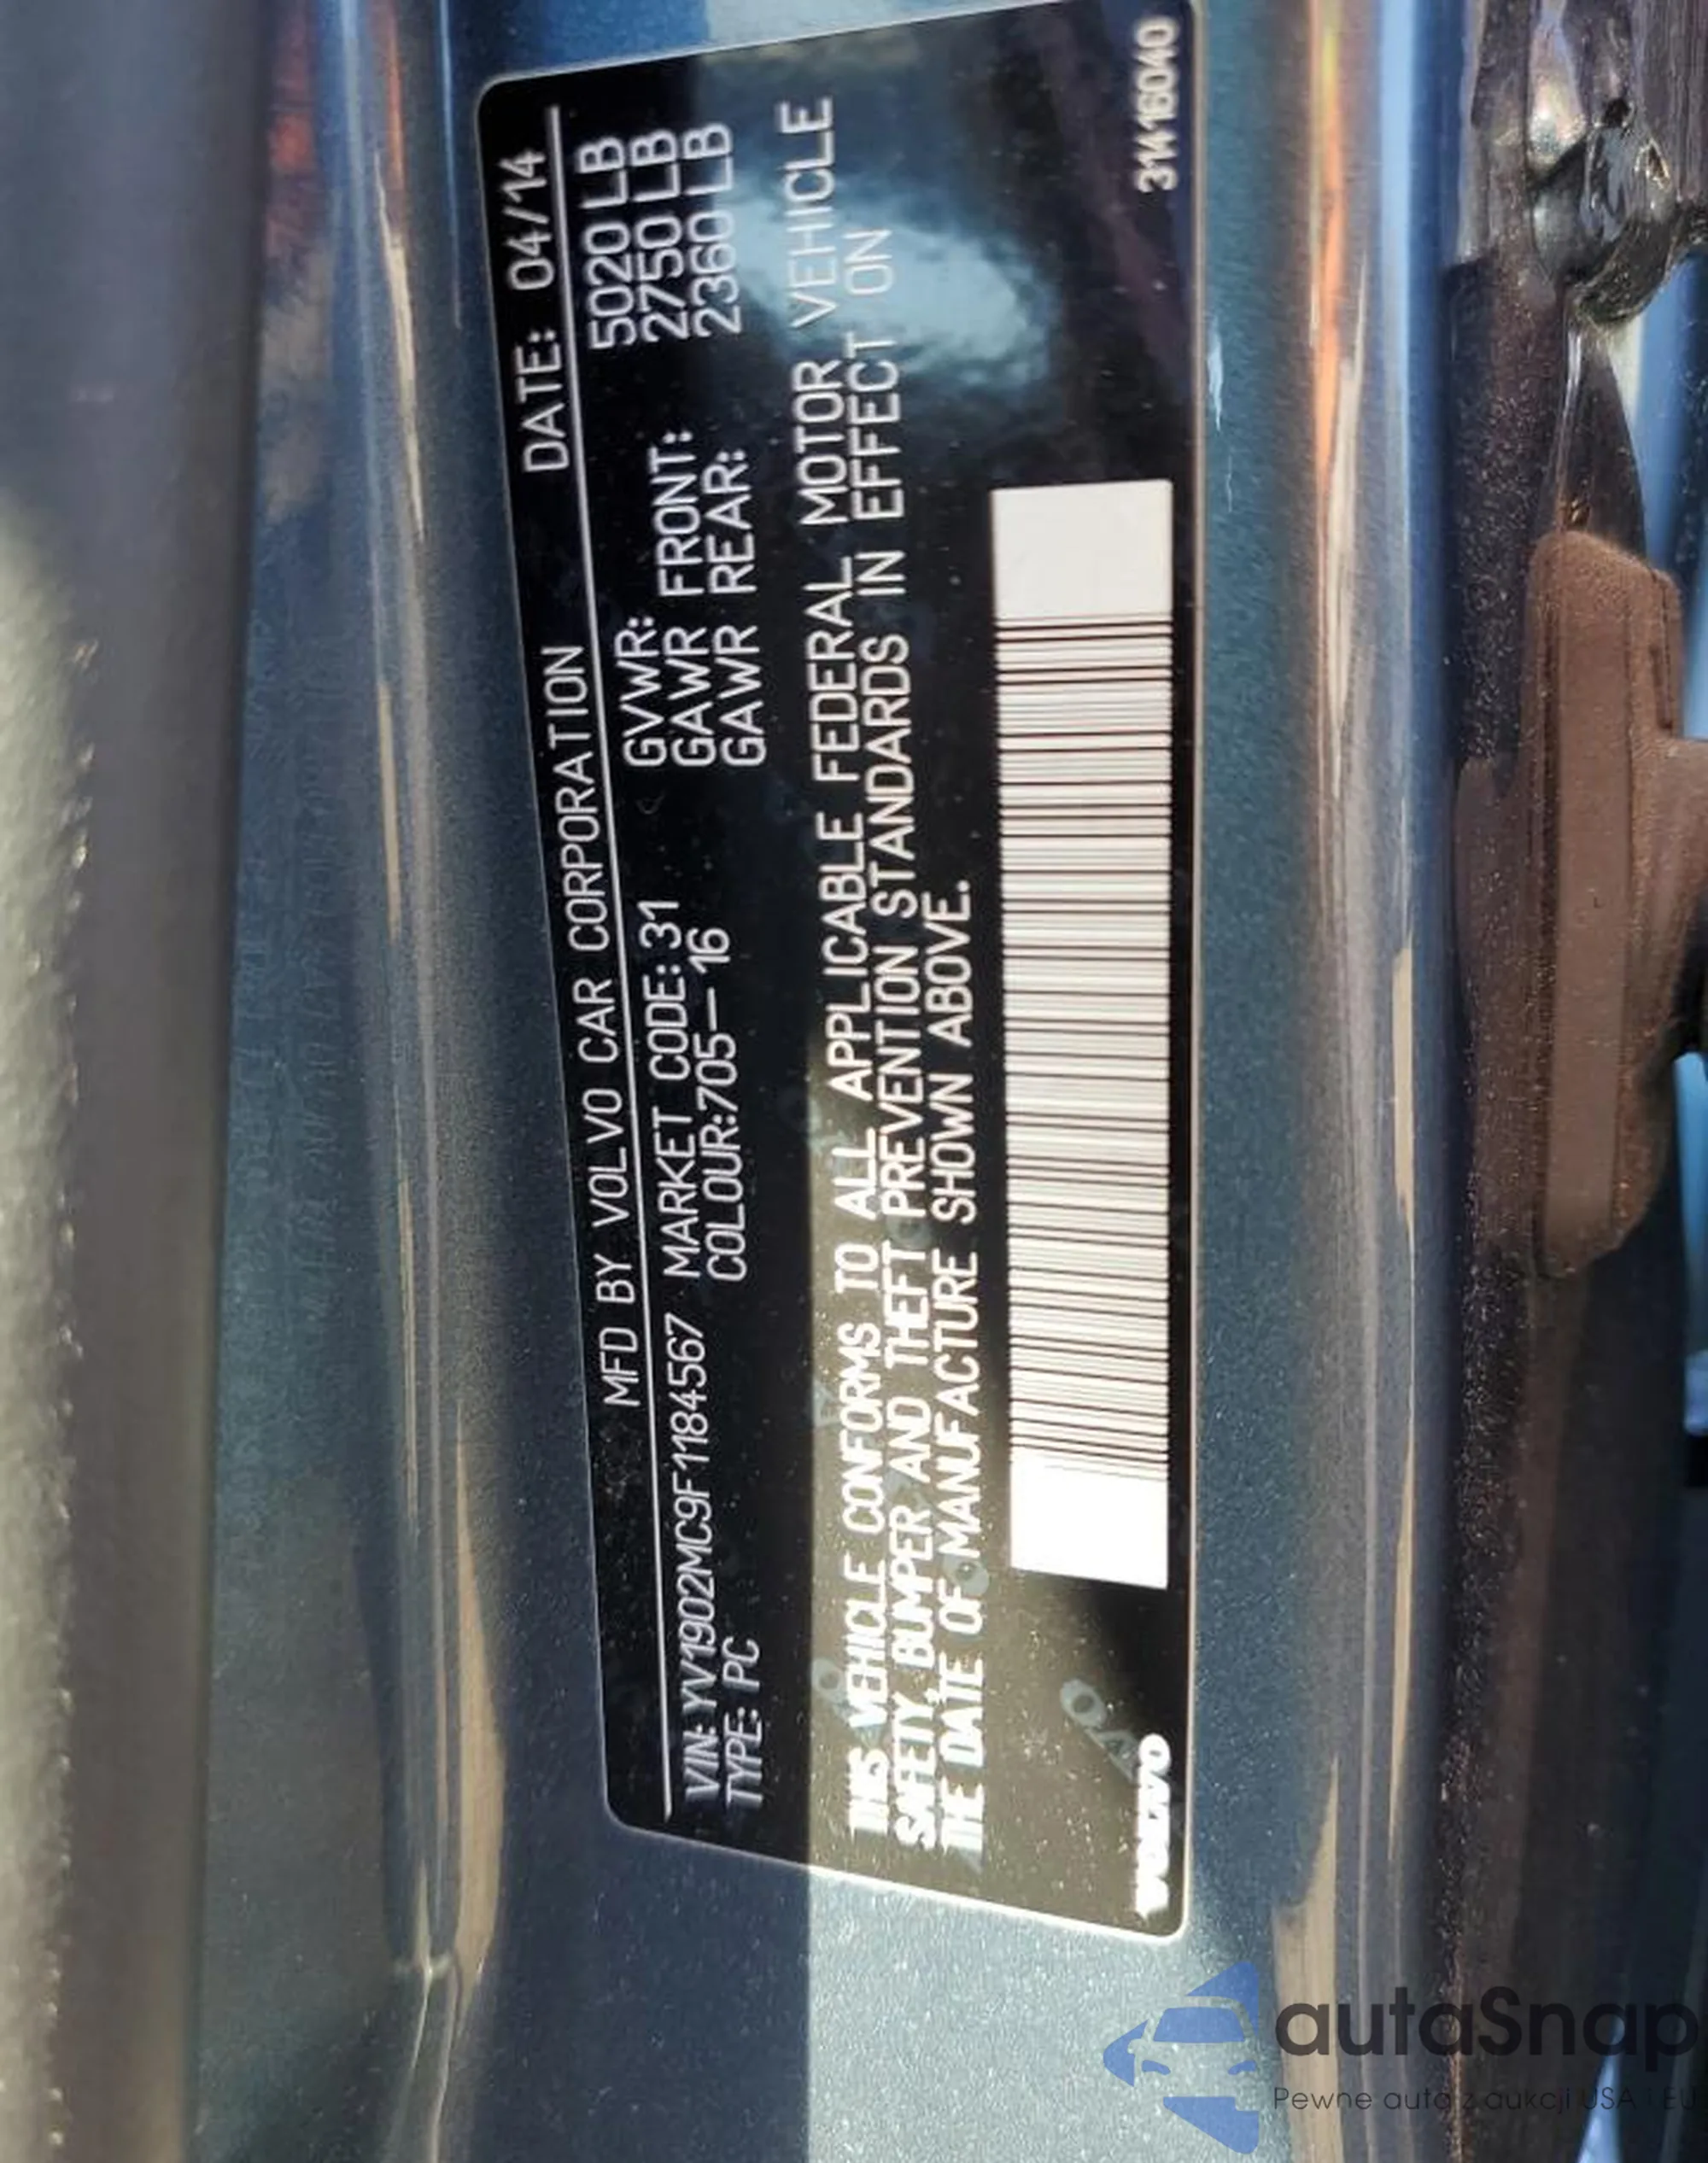 MFD BY VOLVO CAR CORPORATION DATE: 04/14
VIN: YV1902MC9F1184567 MARKET CODE: 31 GVWR: 5020 LB
TYPE: PC COLOUR:705—16 GAWR FRONT: 2750 LB
GAWR REAR: 2360 LB
THIS VEHICLE CONFORMS TO ALL APPLICABLE FEDERAL MOTOR VEHICLE
SAFETY, BUMPER AND THEFT PREVENTION STANDARDS IN EFFECT ON
THE DATE OF MANUFACTURE SHOWN ABOVE.
VOLVO 31416040
autaSnap
Pewne auta z aukcji USA i EU